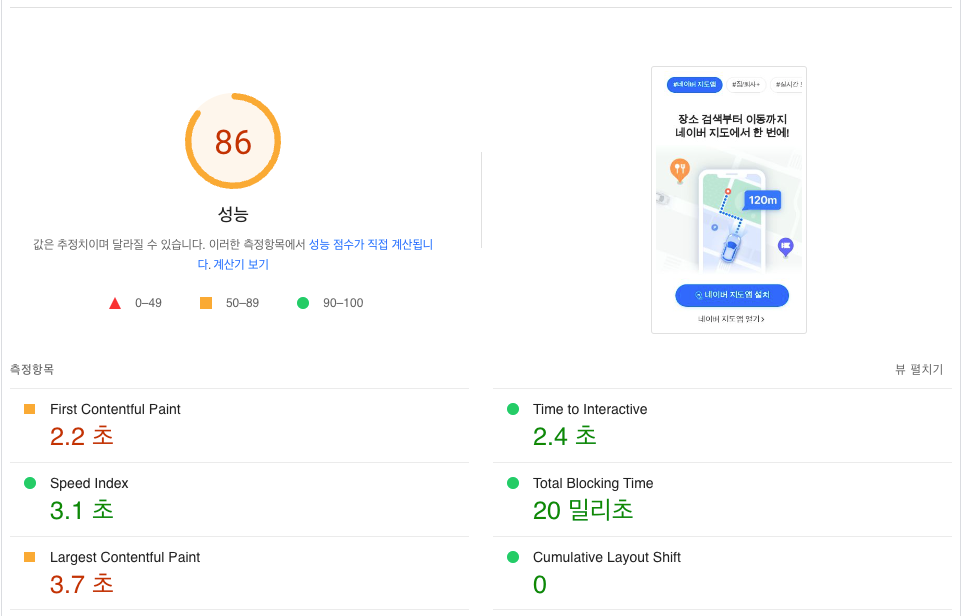 86
성능
값은 추정치이며 달라질 수 있습니다. 이러한 측정항목에서 성능 점수가 직접 계산됩니
다. 계산기 보기
0–49
50–89
90–100
#네이버 지도앱
#집/회사+
#실시간
장소 검색부터 이동까지
네이버 지도에서 한 번에!
120m
네이버 지도앱 설치
네이버 지도앱 열기>
측정항목
뷰 펼치기
First Contentful Paint
2.2 초
Time to Interactive
2.4 초
Speed Index
3.1 초
Total Blocking Time
20 밀리초
Largest Contentful Paint
3.7 초
Cumulative Layout Shift
0